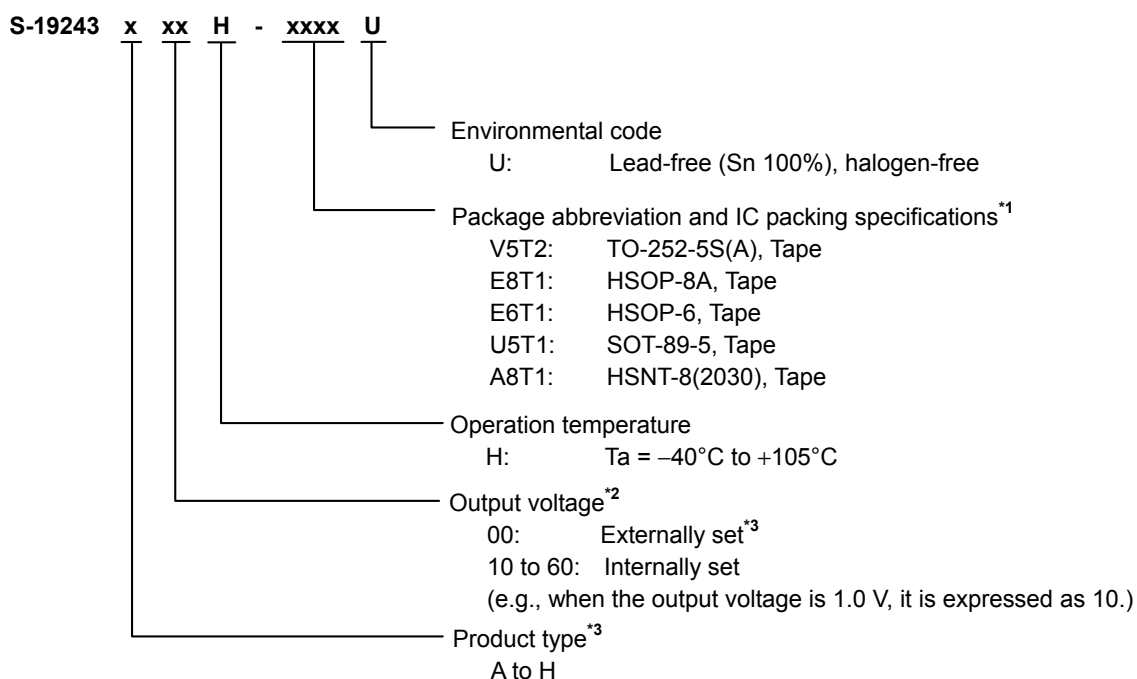 S-19243 x xx H - xxxx U
Environmental code
U: Lead-free (Sn 100%), halogen-free
Package abbreviation and IC packing specifications*1
V5T2: TO-252-5S(A), Tape
E8T1: HSOP-8A, Tape
E6T1: HSOP-6, Tape
U5T1: SOT-89-5, Tape
A8T1: HSNT-8(2030), Tape
Operation temperature
H: Ta = −40°C to +105°C
Output voltage*2
00: Externally set*3
10 to 60: Internally set
(e.g., when the output voltage is 1.0 V, it is expressed as 10.)
Product type*3
A to H